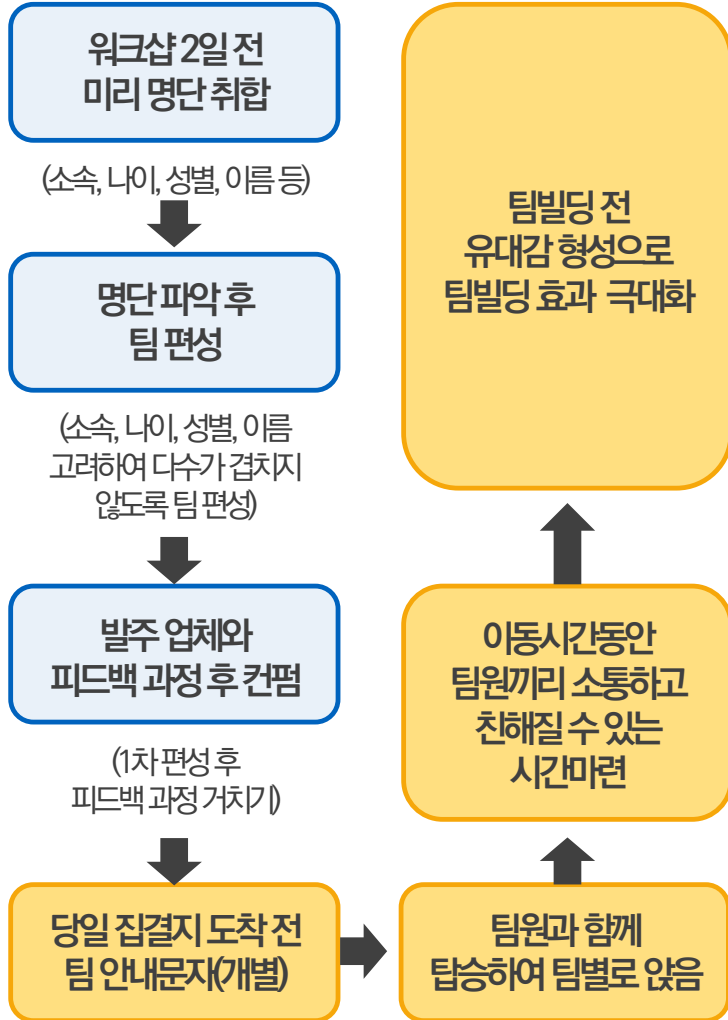 워크샵 2일 전
미리 명단 취합
(소속, 나이, 성별, 이름 등)
명단 파악 후
팀 편성
(소속, 나이, 성별, 이름
고려하여 다수가 겹치지
않도록 팀 편성)
발주 업체와
피드백 과정 후 컨펌
(1차 편성 후
피드백 과정 거치기)
당일 집결지 도착 전
팀 안내문자(개별)
팀원과 함께
탑승하여 팀별로 앉음
이동시간동안
팀원끼리 소통하고
친해질 수 있는
시간마련
팀빌딩 전
유대감 형성으로
팀빌딩 효과 극대화